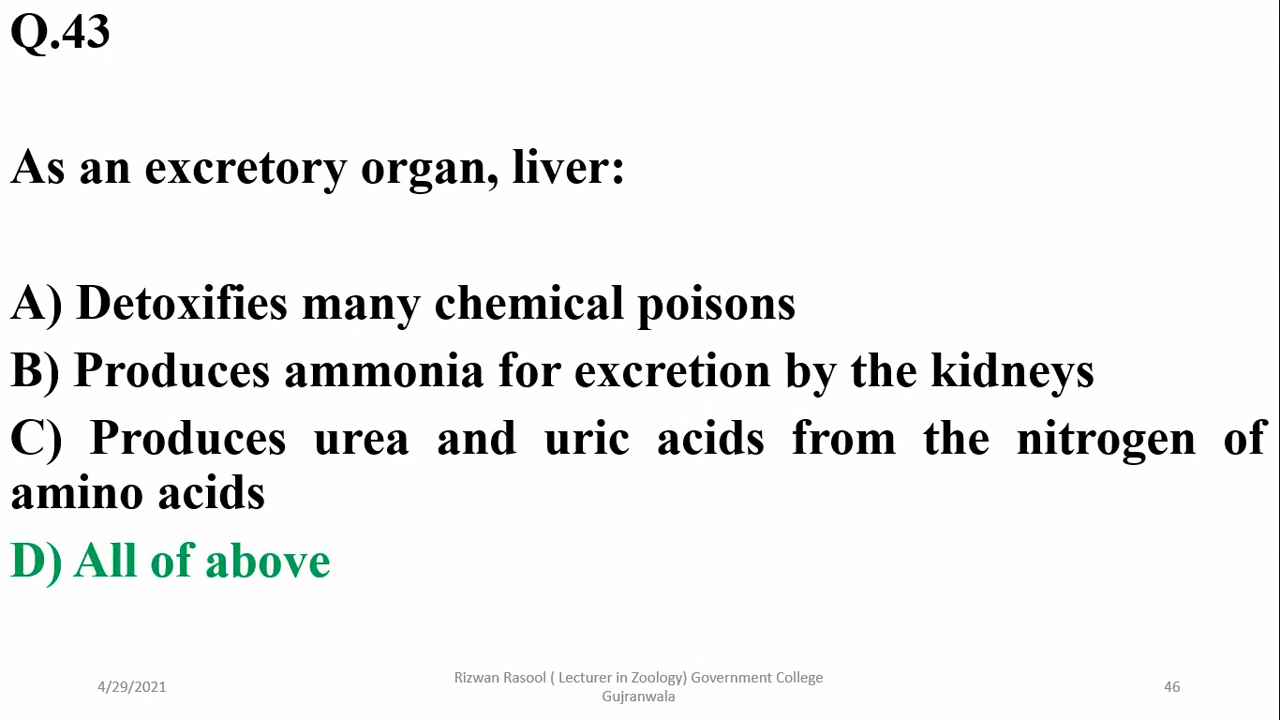 Q.43
As an excretory organ, liver:
A) Detoxifies many chemical poisons
B) Produces ammonia for excretion by the kidneys
C) Produces urea and uric acids from the nitrogen of
amino acids
D) All of above
4/29/2021
Rizwan Rasool ( Lecturer in Zoology) Government College
Gujranwala
46